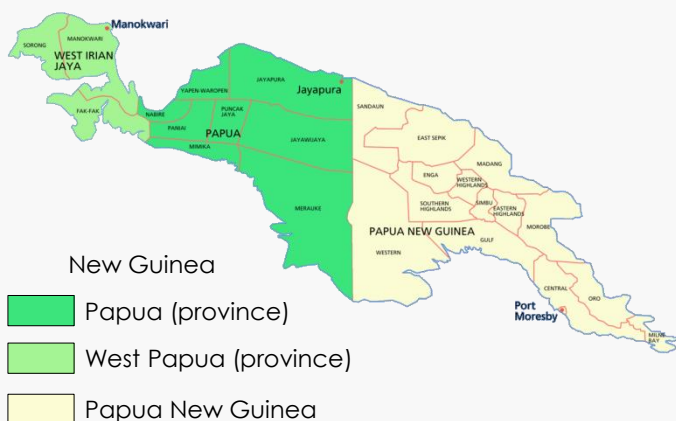 Manokwari
SORONG
MANOKWARI
WEST IRIAN
JAYA
FAK-FAK
YAPEN-WAROPEN
JAYAPURA
Jayapura
NABIRE
PUNCAK
JAYA
PANIAI
PAPUA
MIMIKA
JAYAWIJAYA
MERAUKE
SANDAUN
EAST SEPIK
MADANG
ENGA
WESTERN
HIGHLANDS
SOUTHERN
HIGHLANDS
SIMBU
EASTERN
HIGHLANDS
MOROBE
PAPUA NEW GUINEA
WESTERN
GULF
CENTRAL
ORO
Port
Moresby
MILNE
BAY
New Guinea
Papua (province)
West Papua (province)
Papua New Guinea